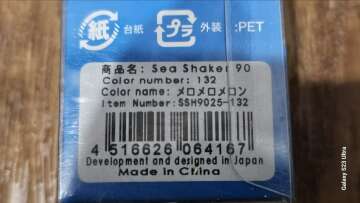 紙 台紙 プラ 外装 :PET
商品名: Sea Shaker 90
Color number: 132
Color name: メロメロメロン
Item Number: SSH9025-132
4 516626 064167
Development and designed in Japan
Made in China
Galaxy S23 Ultra